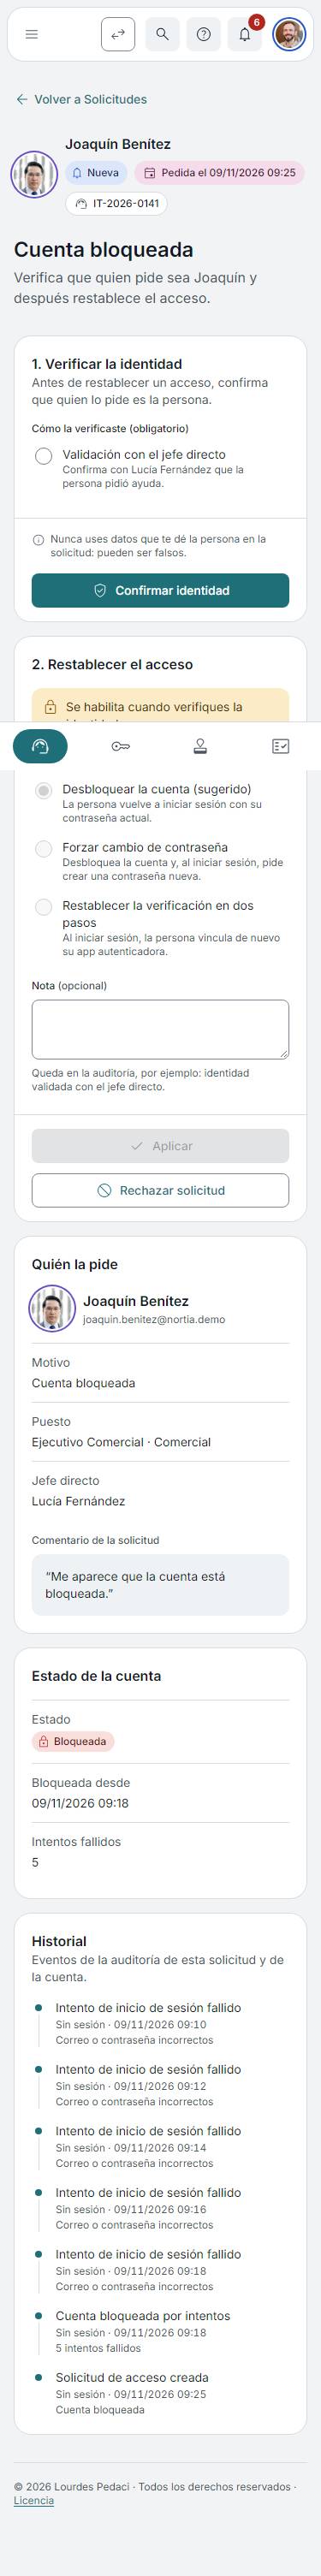 6
Volver a Solicitudes
Joaquín Benítez
Nueva
Pedida el 09/11/2026 09:25
IT-2026-0141
Cuenta bloqueada
Verifica que quien pide sea Joaquín y
después restablece el acceso.
1. Verificar la identidad
Antes de restablecer un acceso, confirma
que quien lo pide es la persona.
Cómo la verificaste (obligatorio)
Validación con el jefe directo
Confirma con Lucía Fernández que la
persona pidió ayuda.
Nunca uses datos que te dé la persona en la
solicitud: pueden ser falsos.
Confirmar identidad
2. Restablecer el acceso
Se habilita cuando verifiques la
Desbloquear la cuenta (sugerido)
La persona vuelve a iniciar sesión con su
contraseña actual.
Forzar cambio de contraseña
Desbloquea la cuenta y, al iniciar sesión, pide
crear una contraseña nueva.
Restablecer la verificación en dos
pasos
Al iniciar sesión, la persona vincula de nuevo
su app autenticadora.
Nota (opcional)
Queda en la auditoría, por ejemplo: identidad
validada con el jefe directo.
Aplicar
Rechazar solicitud
Quién la pide
Joaquín Benítez
joaquin.benitez@nortia.demo
Motivo
Cuenta bloqueada
Puesto
Ejecutivo Comercial · Comercial
Jefe directo
Lucía Fernández
Comentario de la solicitud
“Me aparece que la cuenta está
bloqueada.”
Estado de la cuenta
Estado
Bloqueada
Bloqueada desde
09/11/2026 09:18
Intentos fallidos
5
Historial
Eventos de la auditoría de esta solicitud y de
la cuenta.
Intento de inicio de sesión fallido
Sin sesión · 09/11/2026 09:10
Correo o contraseña incorrectos
Intento de inicio de sesión fallido
Sin sesión · 09/11/2026 09:12
Correo o contraseña incorrectos
Intento de inicio de sesión fallido
Sin sesión · 09/11/2026 09:14
Correo o contraseña incorrectos
Intento de inicio de sesión fallido
Sin sesión · 09/11/2026 09:16
Correo o contraseña incorrectos
Intento de inicio de sesión fallido
Sin sesión · 09/11/2026 09:18
Correo o contraseña incorrectos
Cuenta bloqueada por intentos
Sin sesión · 09/11/2026 09:18
5 intentos fallidos
Solicitud de acceso creada
Sin sesión · 09/11/2026 09:25
Cuenta bloqueada
© 2026 Lourdes Pedaci · Todos los derechos reservados ·
Licencia